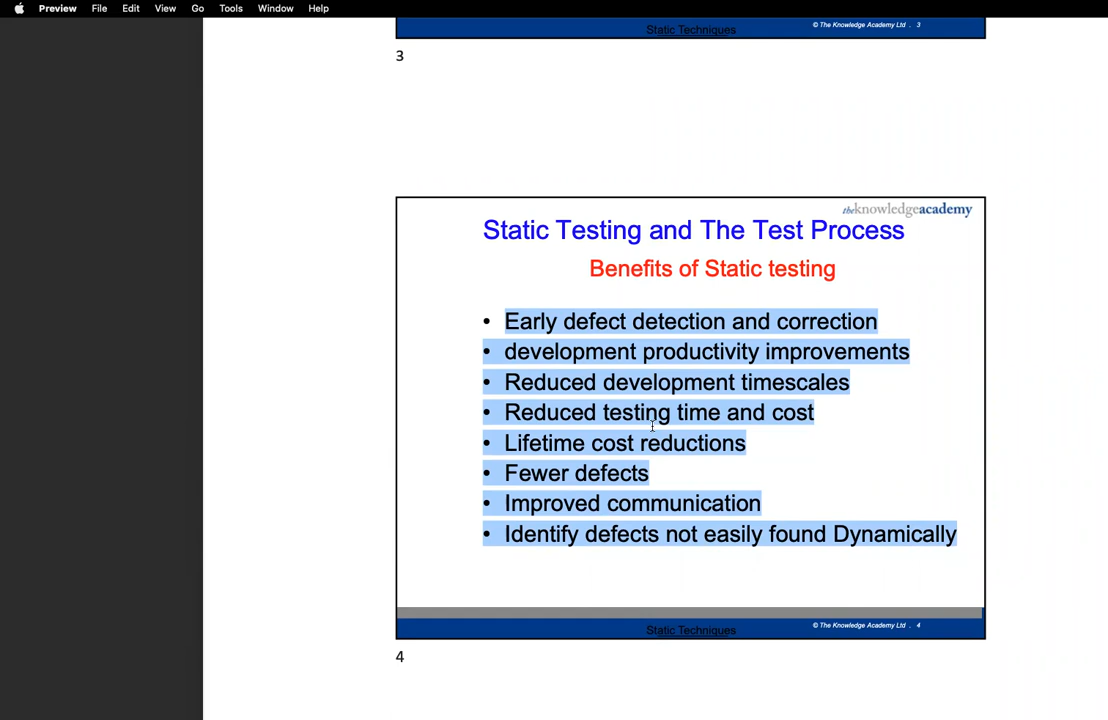 Preview File Edit View Go Tools Window Help
Static Techniques
© The Knowledge Academy Ltd . 3
3
theknowledgeacademy
Static Testing and The Test Process
Benefits of Static testing
• Early defect detection and correction
• development productivity improvements
• Reduced development timescales
• Reduced testing time and cost
• Lifetime cost reductions
• Fewer defects
• Improved communication
• Identify defects not easily found Dynamically
Static Techniques
© The Knowledge Academy Ltd . 4
4